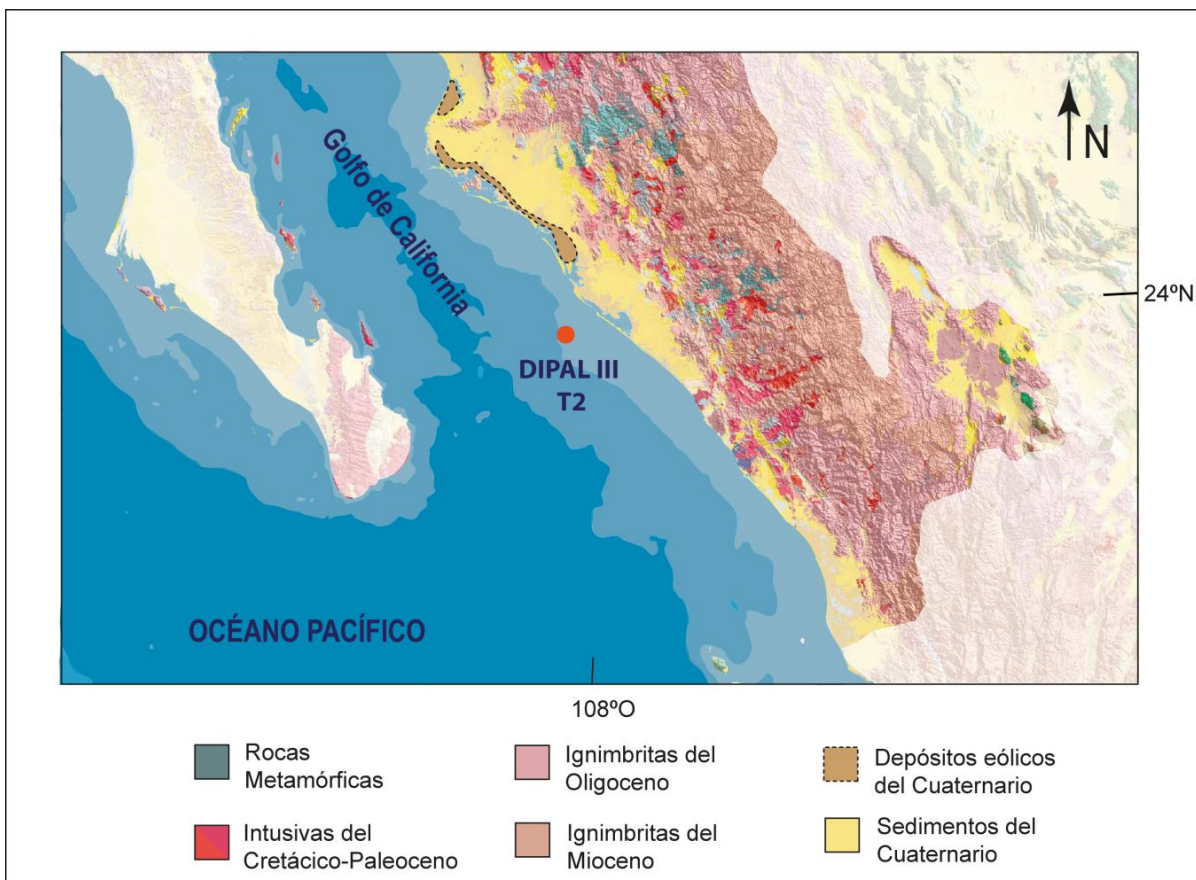 N
Golfo de California
24ºN
DIPAL III
T2
OCÉANO PACÍFICO
108ºO
Rocas
Metamórficas
Ignimbritas del
Oligoceno
Depósitos eólicos
del Cuaternario
Intusivas del
Cretácico-Paleoceno
Ignimbritas del
Mioceno
Sedimentos del
Cuaternario